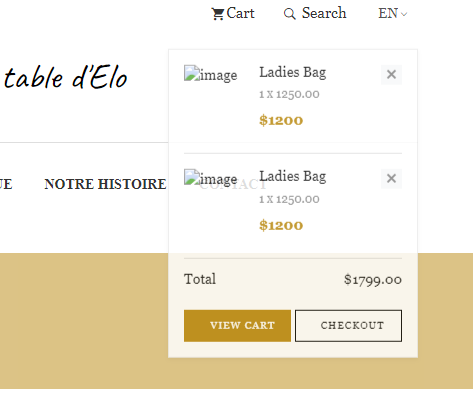 Cart
Search
EN
table d'Elo
image
Ladies Bag
1 x 1250.00
$1200
UE
NOTRE HISTOIRE
CONTACT
image
Ladies Bag
1 x 1250.00
$1200
Total
$1799.00
VIEW CART
CHECKOUT